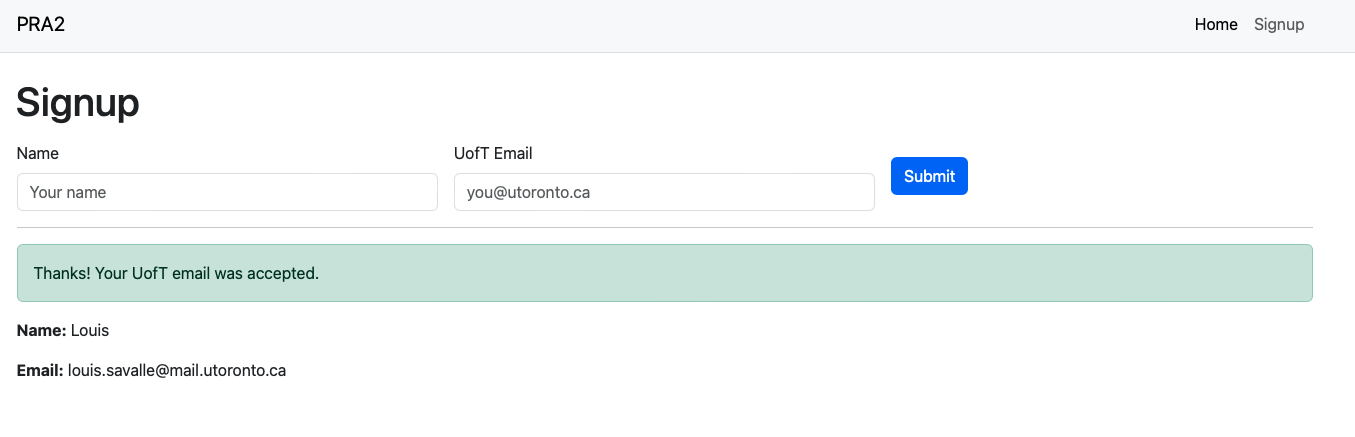 PRA2
Home Signup
Signup
Name
UofT Email
Your name
you@utoronto.ca
Submit
Thanks! Your UofT email was accepted.
Name: Louis
Email: louis.savalle@mail.utoronto.ca